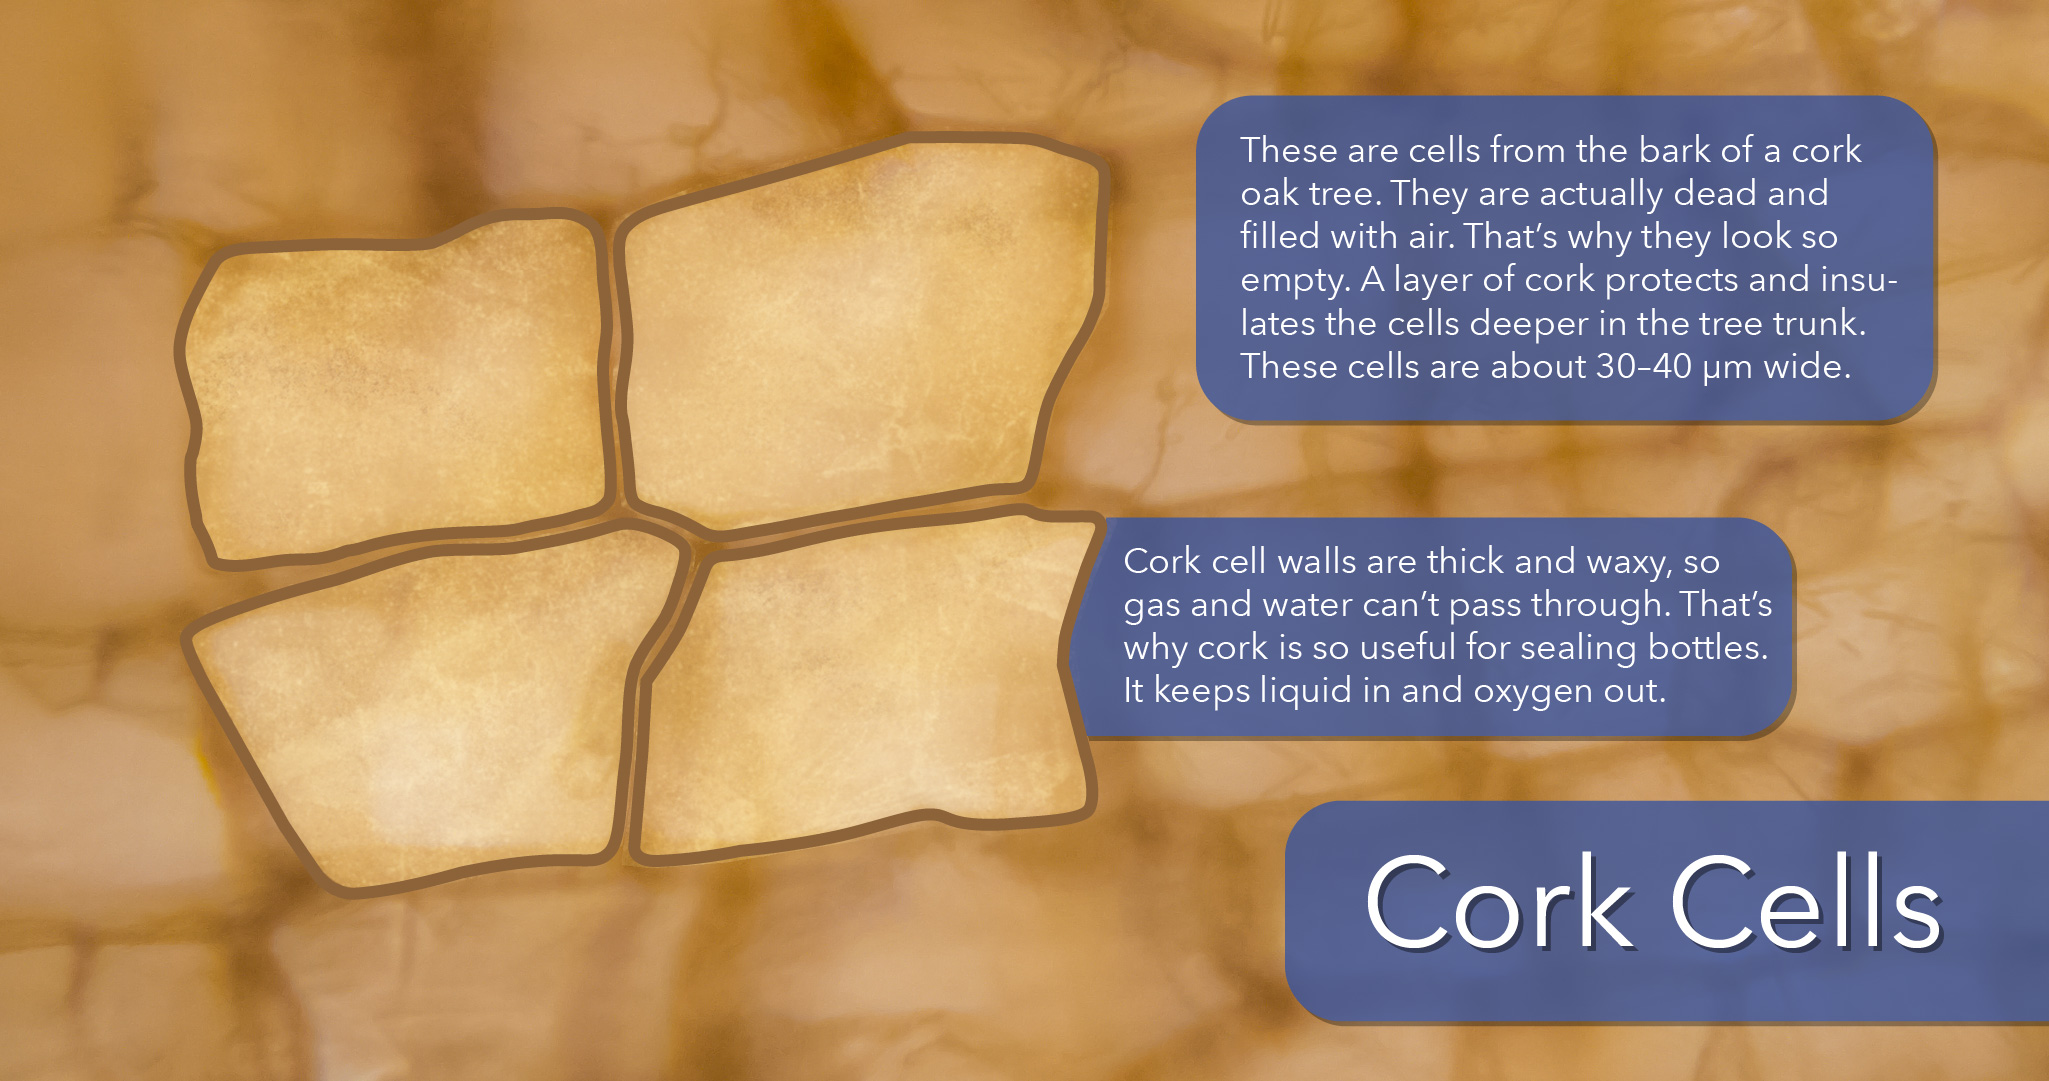 These are cells from the bark of a cork
oak tree. They are actually dead and
filled with air. That’s why they look so
empty. A layer of cork protects and insu-
lates the cells deeper in the tree trunk.
These cells are about 30–40 µm wide.
Cork cell walls are thick and waxy, so
gas and water can’t pass through. That’s
why cork is so useful for sealing bottles.
It keeps liquid in and oxygen out.
Cork Cells